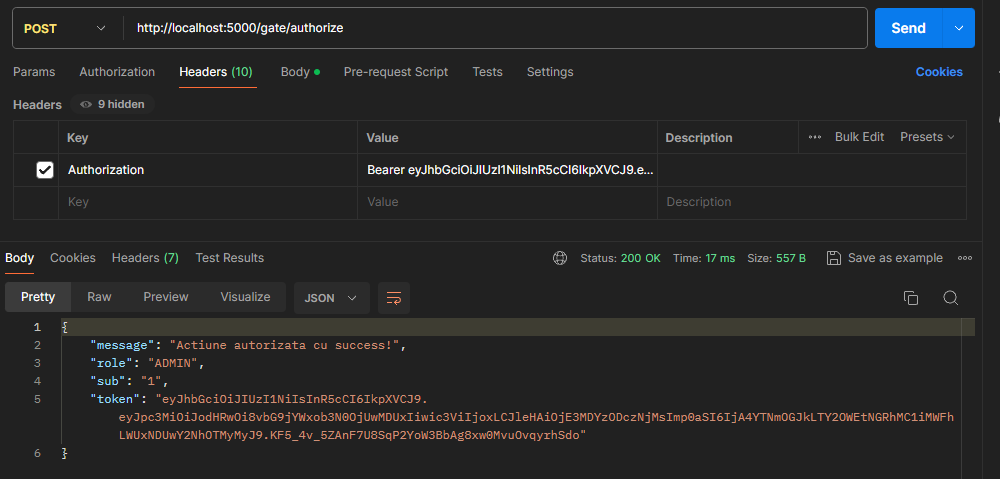 POST http://localhost:5000/gate/authorize Send
Params Authorization Headers (10) Body Pre-request Script Tests Settings Cookies
Headers 9 hidden
Key Value Description Bulk Edit Presets
Authorization Bearer eyJhbGciOiJIUzI1NiIsInR5cCI6IkpXVCJ9.e...
Key Value Description
Body Cookies Headers (7) Test Results Status: 200 OK Time: 17 ms Size: 557 B Save as example
Pretty Raw Preview Visualize JSON
1 {
2 "message": "Actiune autorizata cu success!",
3 "role": "ADMIN",
4 "sub": "1",
5 "token": "eyJhbGciOiJIUzI1NiIsInR5cCI6IkpXVCJ9.
eyJpc3MiOiJodHRwOi8vbG9jYWxob3N0OjUwMDUxIiwic3ViIjoxLCJleHAiOjE3MDYzODczNjMsImp0aSI6IjA4YTNmOGJkLTY2OWEtNGRhMC1iMWFh
LWUxNDUwY2NhOTMyMyJ9.KF5_4v_5ZAnF7U8SqP2YoW3BbAg8xw0MvuOvqyrhSdo"
6 }